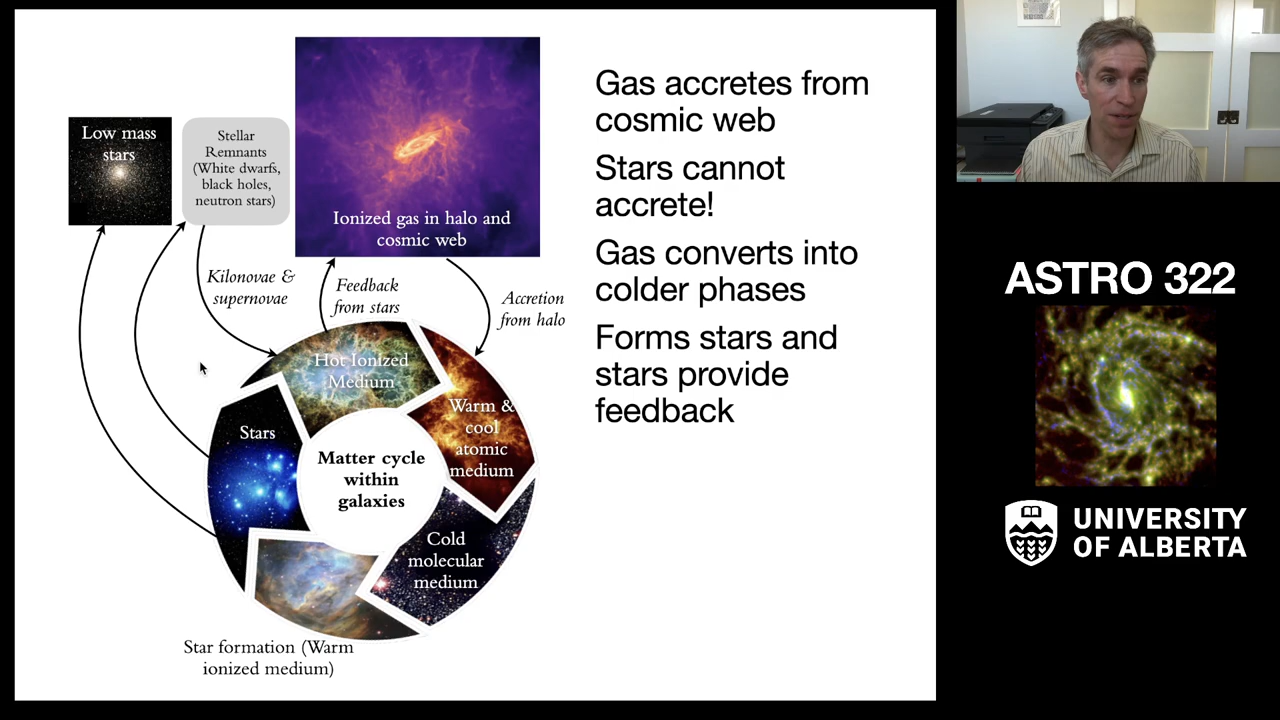 Low mass
stars
Stellar
Remnants
(White dwarfs,
black holes,
neutron stars)
Ionized gas in halo and
cosmic web
Kilonovae &
supernovae
Feedback
from stars
Accretion
from halo
Hot Ionized
Medium
Warm &
cool
atomic
medium
Stars
Matter cycle
within
galaxies
Cold
molecular
medium
Star formation (Warm
ionized medium)
Gas accretes from
cosmic web
Stars cannot
accrete!
Gas converts into
colder phases
Forms stars and
stars provide
feedback
ASTRO 322
UNIVERSITY
OF ALBERTA